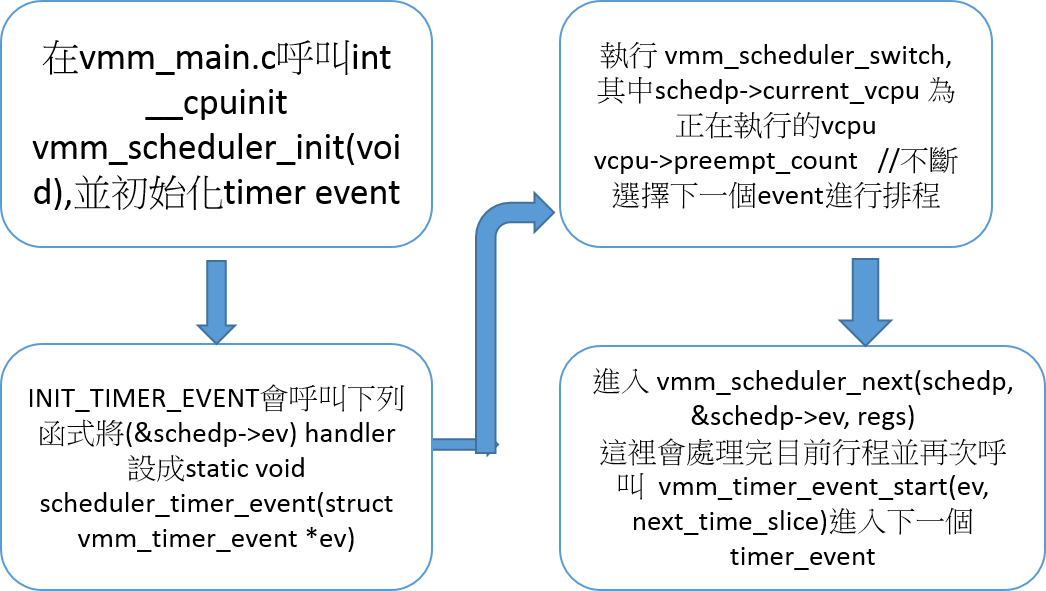 在vmm_main.c呼叫int
__cpuinit
vmm_scheduler_init(voi
d),並初始化timer event
INIT_TIMER_EVENT會呼叫下列
函式將(&schedp->ev) handler
設成static void
scheduler_timer_event(struct
vmm_timer_event *ev)
執行 vmm_scheduler_switch,
其中schedp->current_vcpu 為
正在執行的vcpu
vcpu->preempt_count //不斷
選擇下一個event進行排程
進入 vmm_scheduler_next(schedp,
&schedp->ev, regs)
這裡會處理完目前行程並再次呼
叫 vmm_timer_event_start(ev,
next_time_slice)進入下一個
timer_event